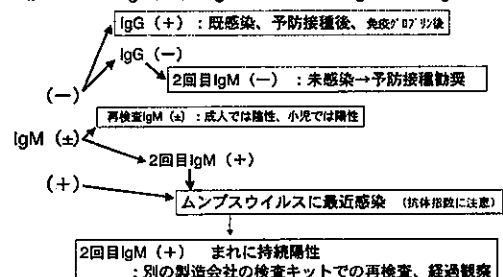 IgG (+) : 既感染、予防接種後、免疫グロブリン後
IgG (−)
2回目IgM (−) : 未感染→予防接種勧奨
(−)
再検査IgM (±) : 成人では陰性、小児では陽性
IgM (±)
2回目IgM (+)
(+)
ムンプスウイルスに最近感染 (抗体指数に注意)
2回目IgM (+) まれに持続陽性
: 別の製造会社の検査キットでの再検査、経過観察